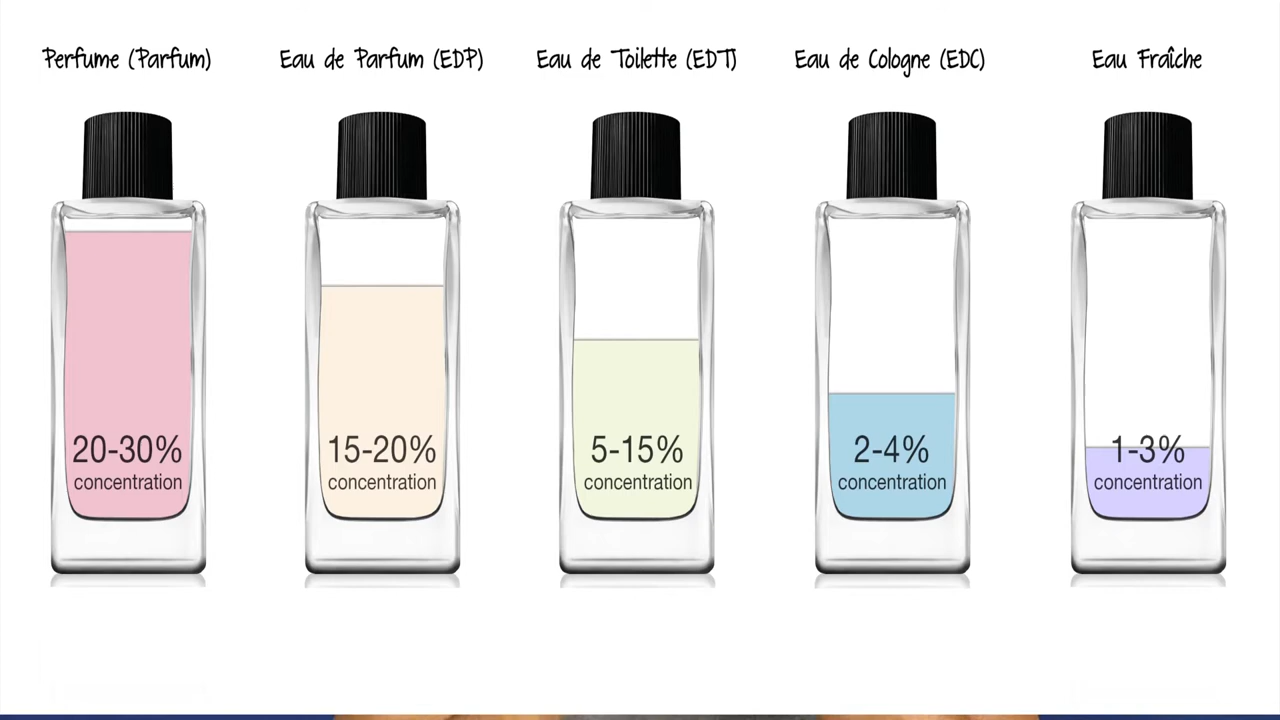 Perfume (Parfum)
Eau de Parfum (EDP)
Eau de Toilette (EDT)
Eau de Cologne (EDC)
Eau Fraîche
20-30%
concentration
15-20%
concentration
5-15%
concentration
2-4%
concentration
1-3%
concentration